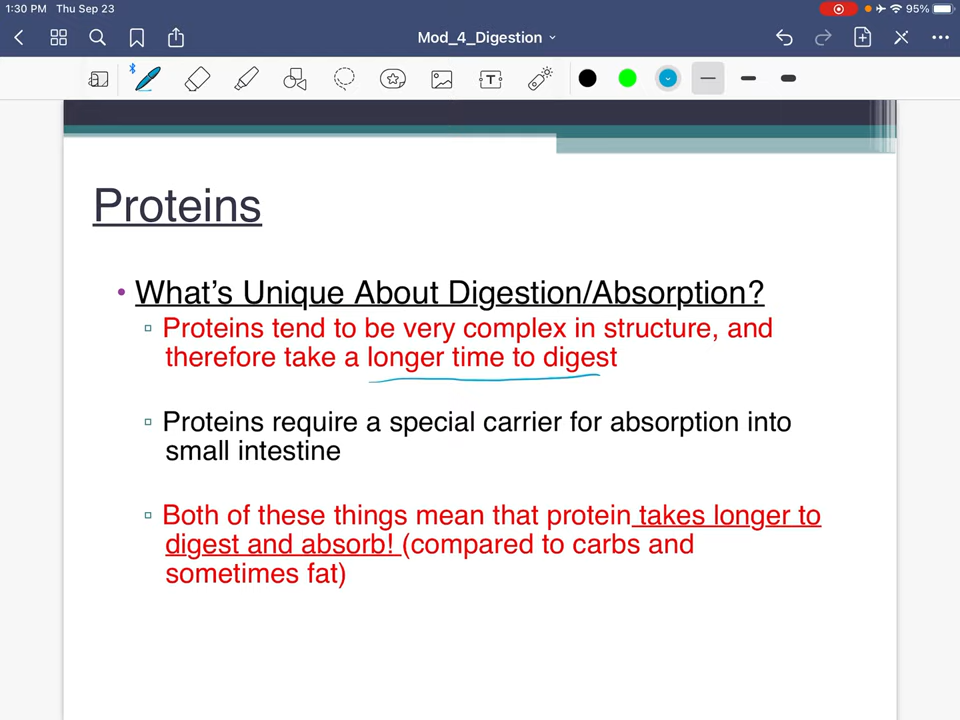 1:30 PM Thu Sep 23
95%
Mod_4_Digestion
T
Proteins
• What's Unique About Digestion/Absorption?
▫ Proteins tend to be very complex in structure, and
therefore take a longer time to digest
▫ Proteins require a special carrier for absorption into
small intestine
▫ Both of these things mean that protein takes longer to
digest and absorb! (compared to carbs and
sometimes fat)